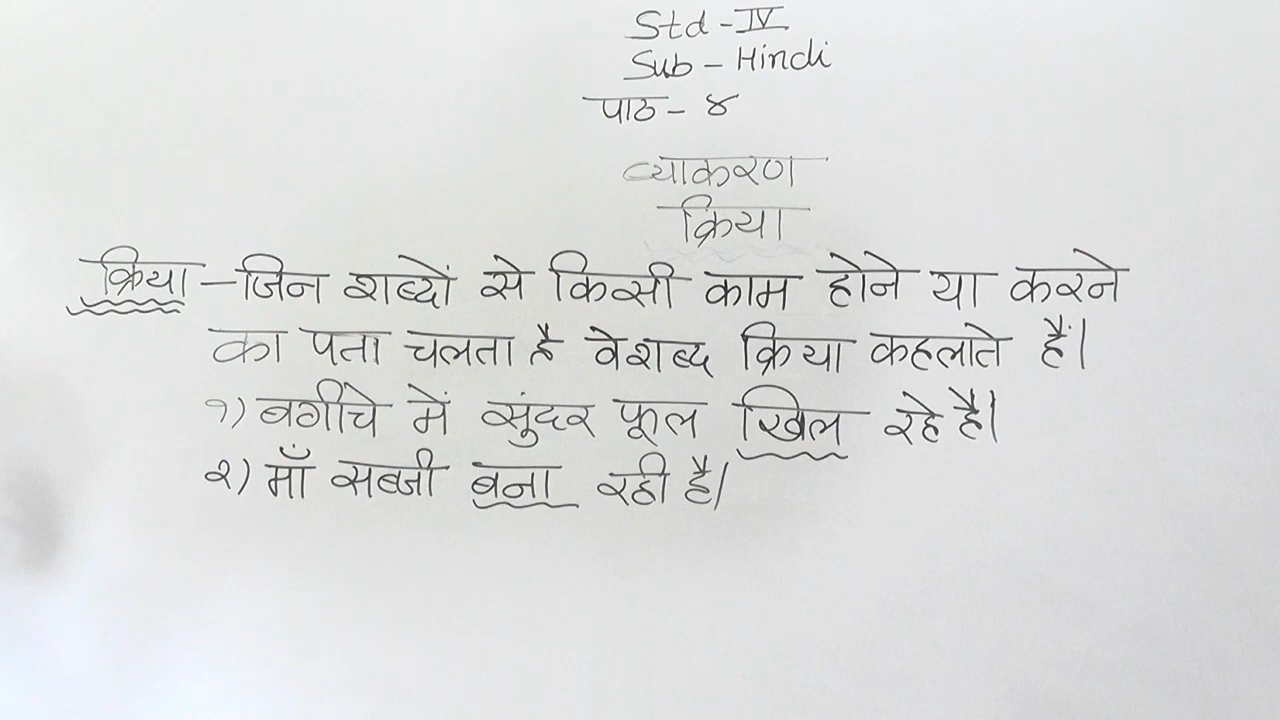 Std - IV
Sub - Hindi
पाठ - ४
व्याकरण
क्रिया
क्रिया – जिन शब्दों से किसी काम होने या करने
का पता चलता है वे शब्द क्रिया कहलाते हैं।
१) बगीचे में सुंदर फूल खिल रहे है।
२) माँ सब्जी बना रही है।